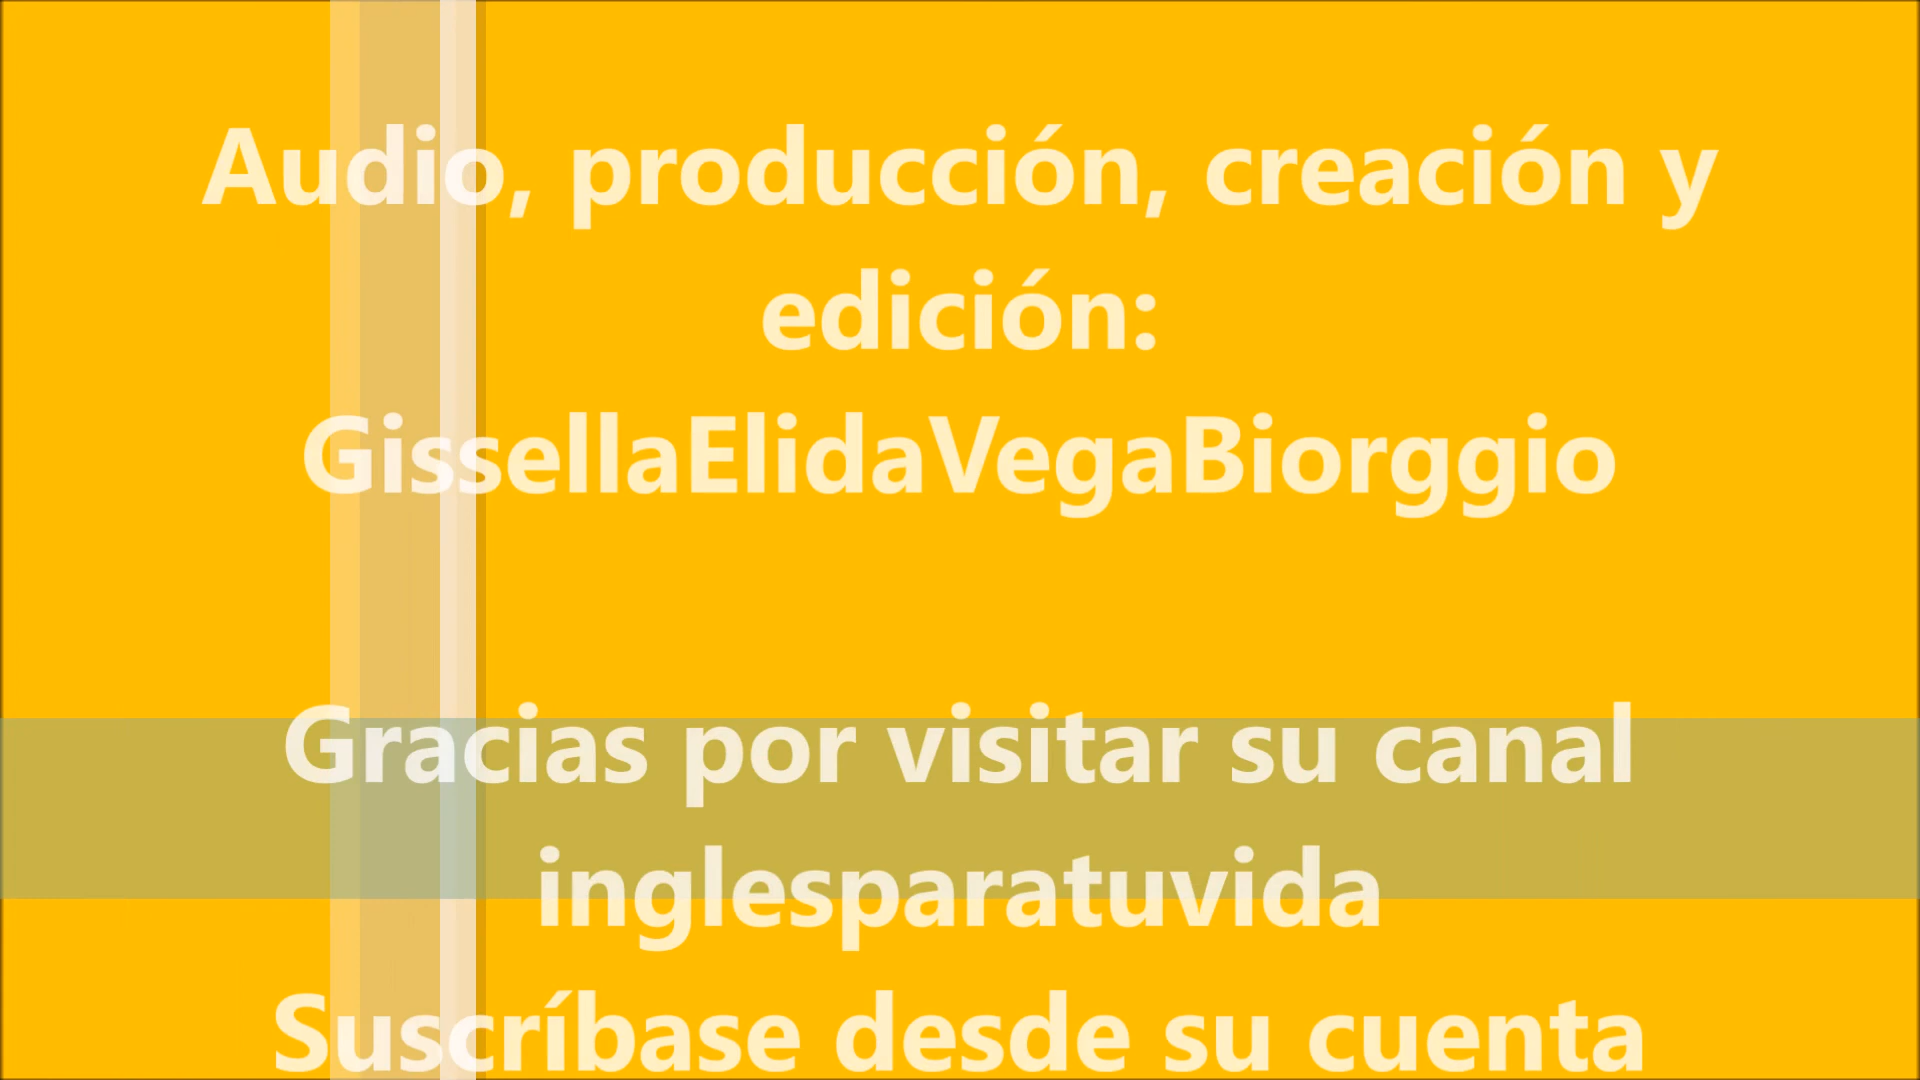 Audio, producción, creación y
edición:
GissellaElidaVegaBiorggio
Gracias por visitar su canal
inglesparatuvida
Suscríbase desde su cuenta